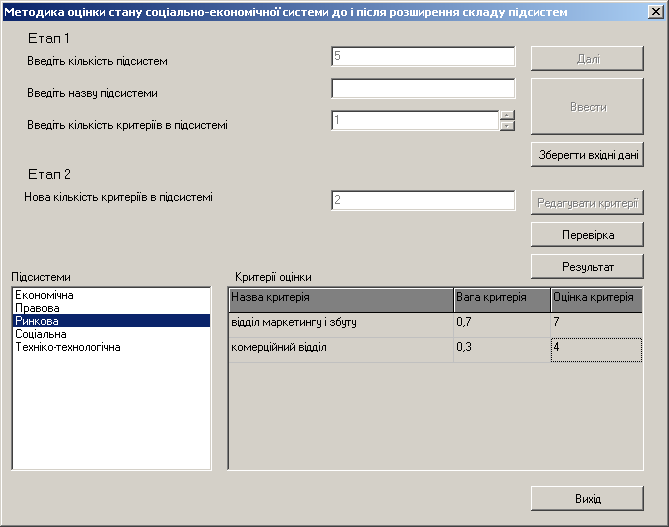 Методика оцінки стану соціально-економічної системи до і після розширення складу підсистем
Етап 1
Введіть кількість підсистем
5
Далі
Введіть назву підсистеми
Ввести
Введіть кількість критеріїв в підсистемі
1
Зберегти вхідні дані
Етап 2
Нова кількість критеріїв в підсистемі
2
Редагувати критерії
Перевірка
Результат
Підсистеми
Економічна
Правова
Ринкова
Соціальна
Техніко-технологічна
Критерії оцінки
Назва критерія Вага критерія Оцінка критерія
відділ маркетингу і збуту 0,7 7
комерційний відділ 0,3 4
Вихід